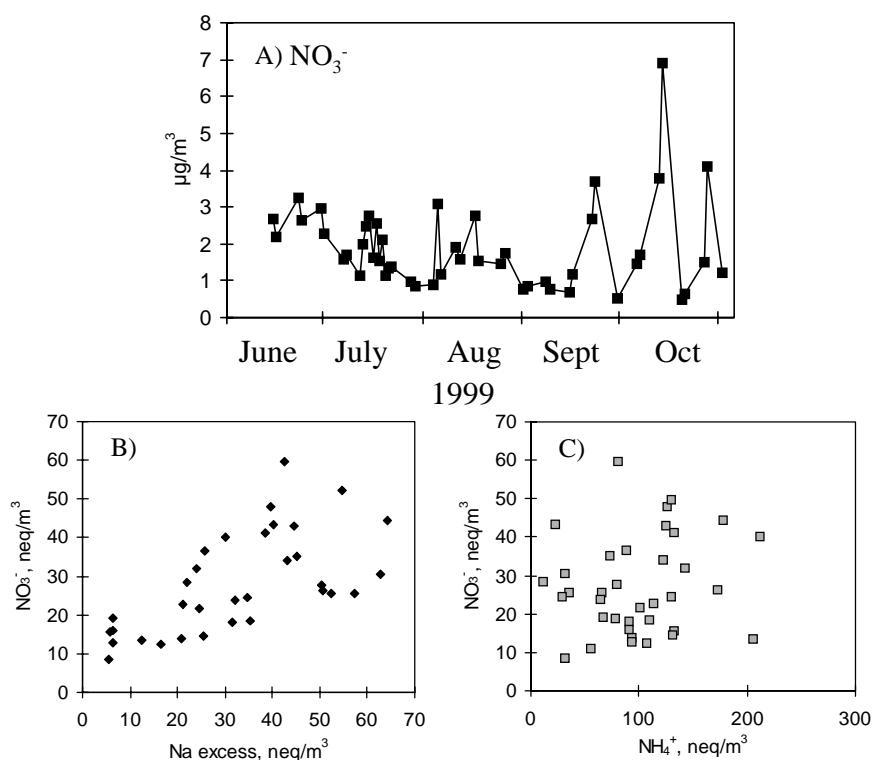 A) NO₃⁻
µg/m³
8
7
6
5
4
3
2
1
0
June July Aug Sept Oct
1999
B)
NO₃⁻, neq/m³
70
60
50
40
30
20
10
0
0 10 20 30 40 50 60 70
Na excess, neq/m³
C)
NO₃⁻, neq/m³
70
60
50
40
30
20
10
0
0 100 200 300
NH₄⁺, neq/m³